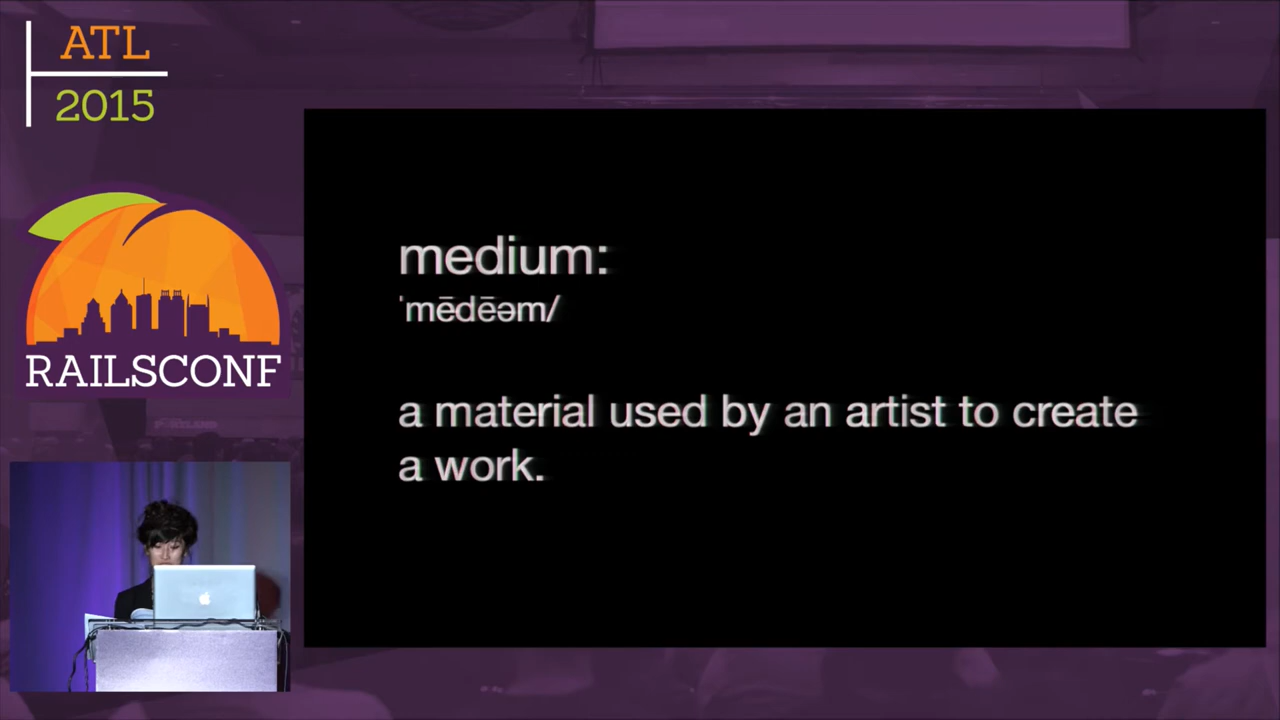 ATL
2015
RAILSCONF
medium:
ˈmēdēəm/
a material used by an artist to create
a work.